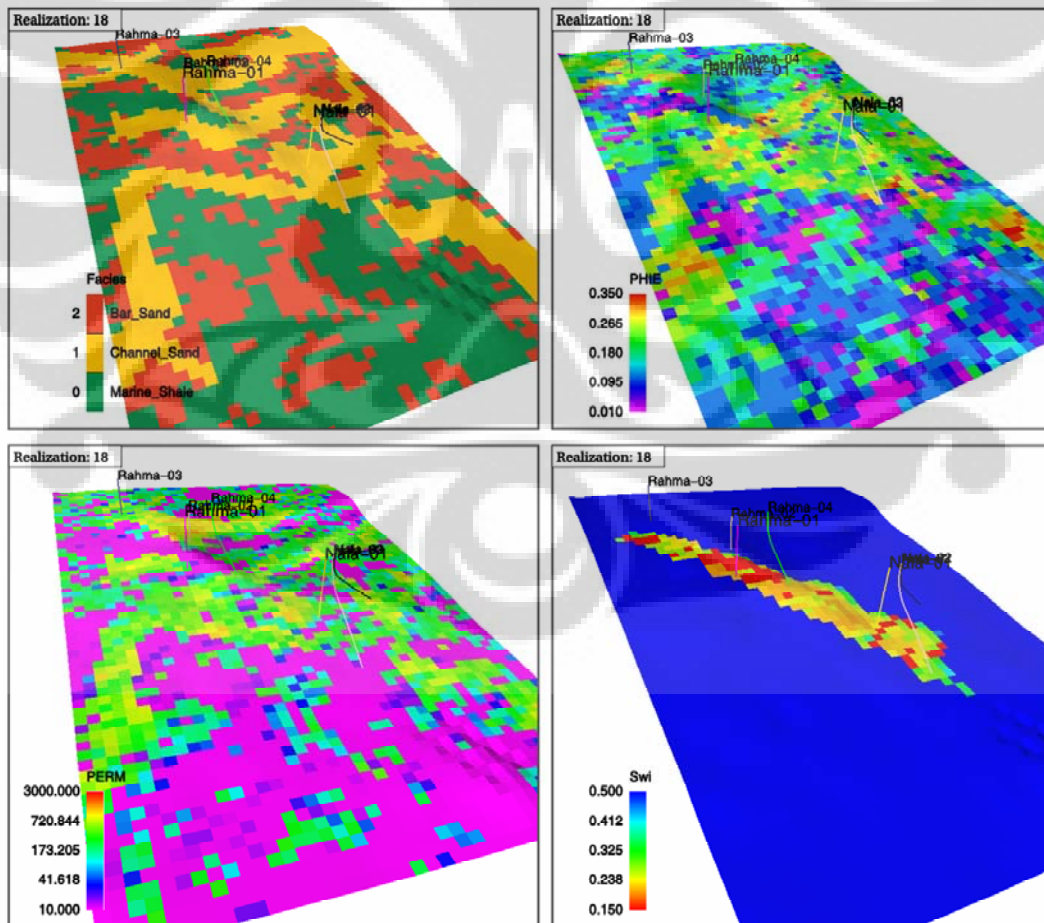 Realization: 18
Rahma-03
Rahma-04
Rahma-01
Facies
2 Bar_Sand
1 Channel_Sand
0 Marine_Shale
Realization: 18
Rahma-03
Rahma-04
Rahma-01
PHIE
0.350
0.265
0.180
0.095
0.010
Realization: 18
Rahma-03
Rahma-04
Rahma-01
PERM
3000.000
720.844
173.205
41.618
10.000
Realization: 18
Rahma-03
Rahma-04
Swi
0.500
0.412
0.325
0.238
0.150